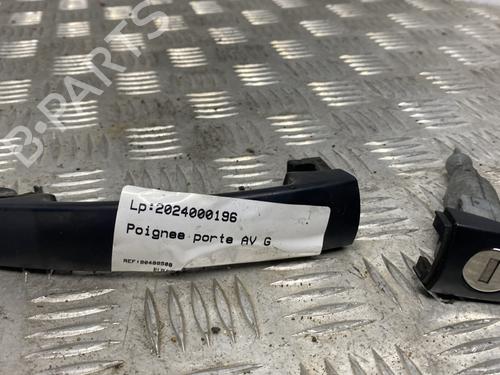 B-PARTS
Lp:2024000196
Poignee porte AV G